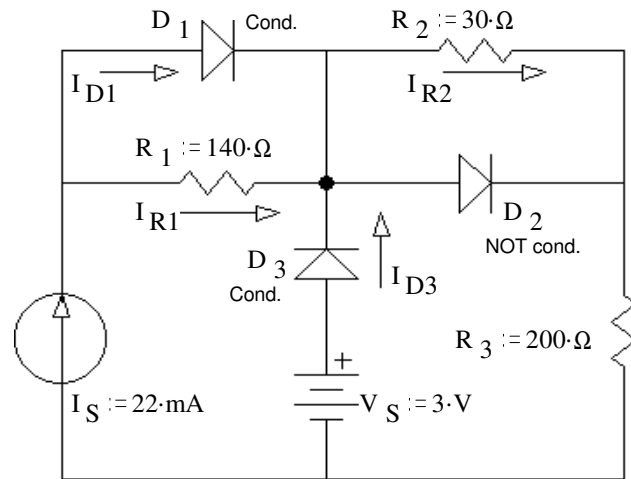 D 1 Cond. R 2 := 30·Ω
I D1 I R2
R 1 := 140·Ω
I R1 D 2
NOT cond.
D 3 I D3
Cond.
R 3 := 200·Ω
+
I S := 22·mA V S := 3·V